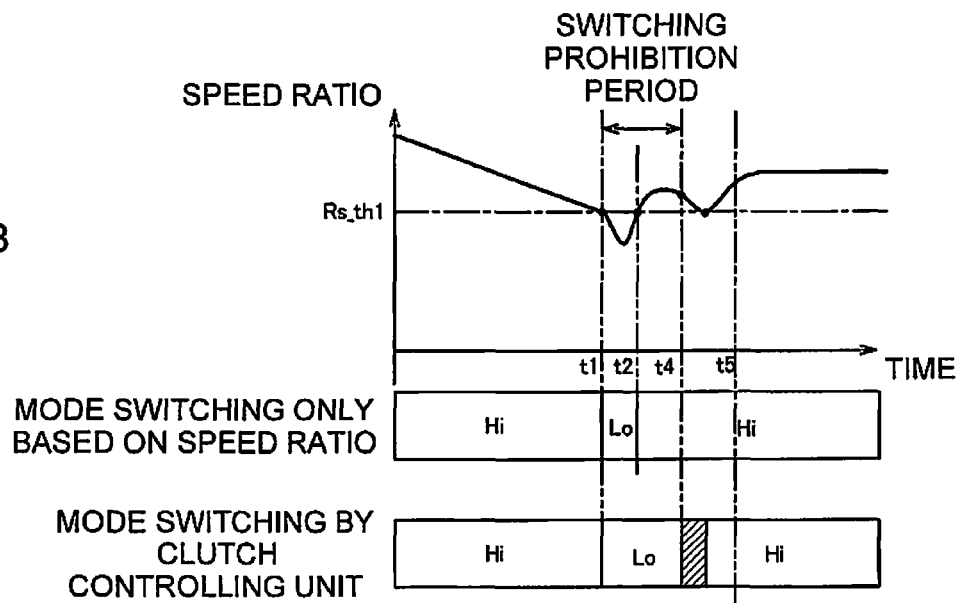 SWITCHING
PROHIBITION
PERIOD
SPEED RATIO
Rs_th1
3
t1 t2 t4 t5
TIME
MODE SWITCHING ONLY
BASED ON SPEED RATIO
Hi Lo Hi
MODE SWITCHING BY
CLUTCH
CONTROLLING UNIT
Hi Lo Hi